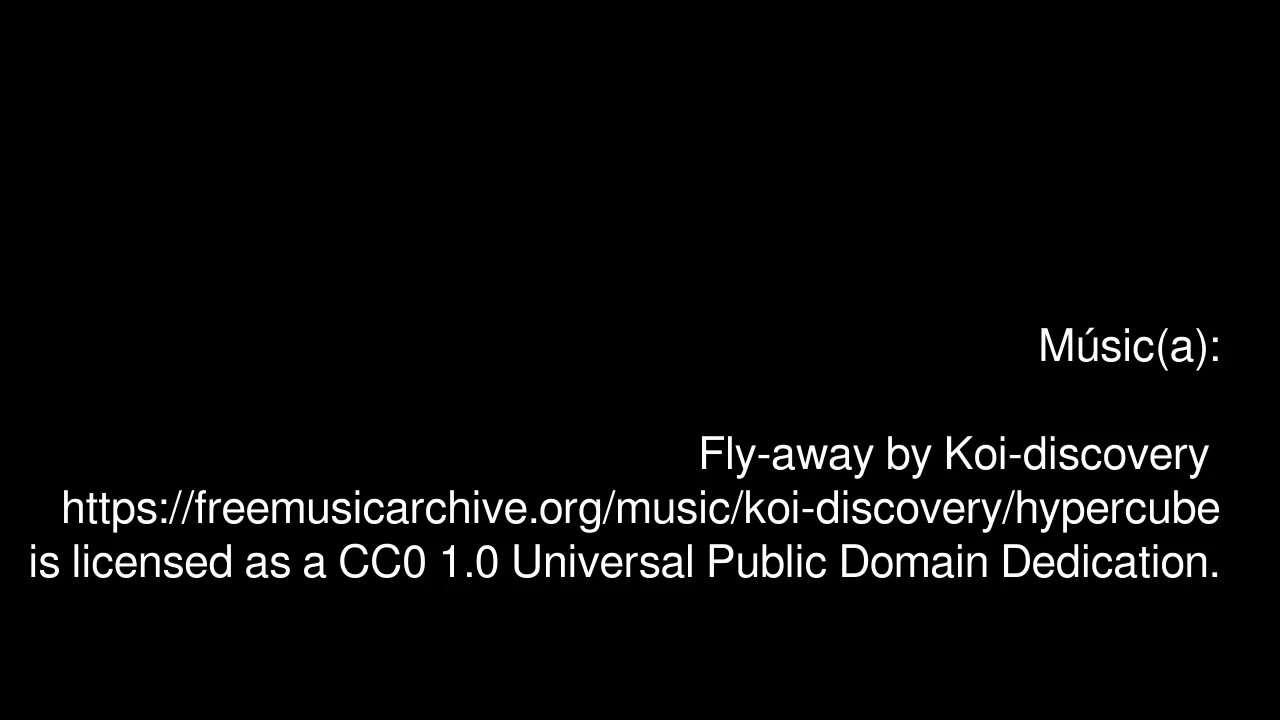 Músic(a):
Fly-away by Koi-discovery
https://freemusicarchive.org/music/koi-discovery/hypercube
is licensed as a CC0 1.0 Universal Public Domain Dedication.